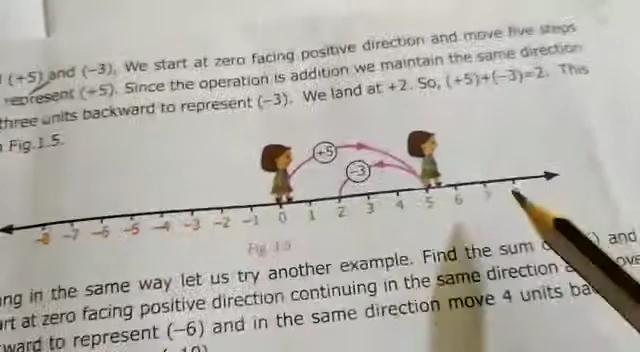 (+5) and (−3), We start at zero facing positive direction and move five steps
represent (+5). Since the operation is addition we maintain the same direction
three units backward to represent (−3). We land at +2. So, (+5)+(−3)=2. This
Fig.1.5.
+5
−3
−8 −7 −6 −5 −4 −3 −2 −1 0 1 2 3 4 5 6 7
Fig 1.5
in the same way let us try another example. Find the sum and
at zero facing positive direction continuing in the same direction
to represent (−6) and in the same direction move 4 units